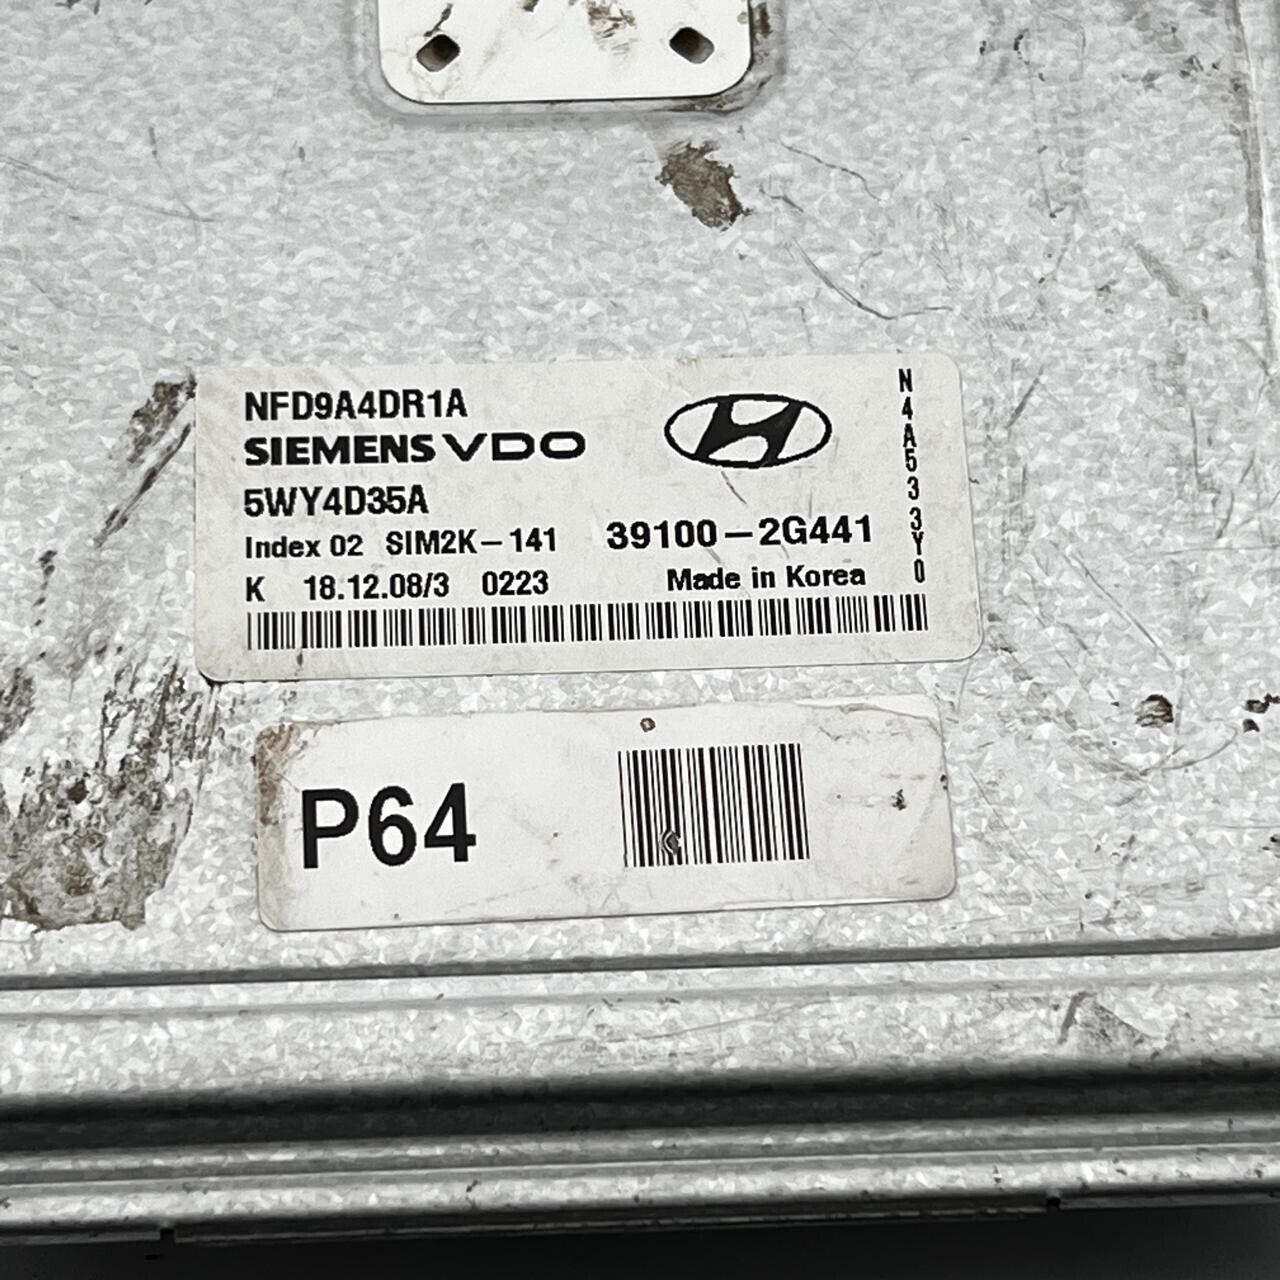 NFD9A4DR1A
SIEMENS VDO
5WY4D35A
Index 02 SIM2K-141 39100-2G441
K 18.12.08/3 0223 Made in Korea
N4A533Y0
P64